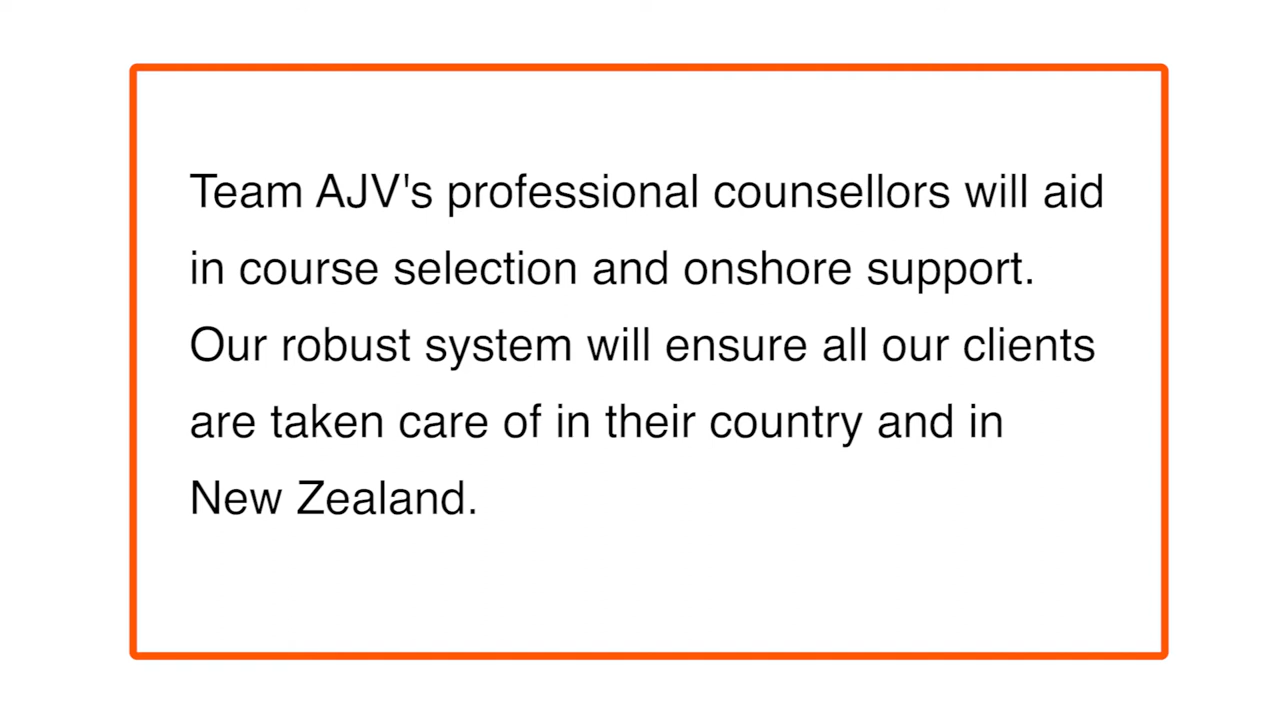 Team AJV's professional counsellors will aid
in course selection and onshore support.
Our robust system will ensure all our clients
are taken care of in their country and in
New Zealand.